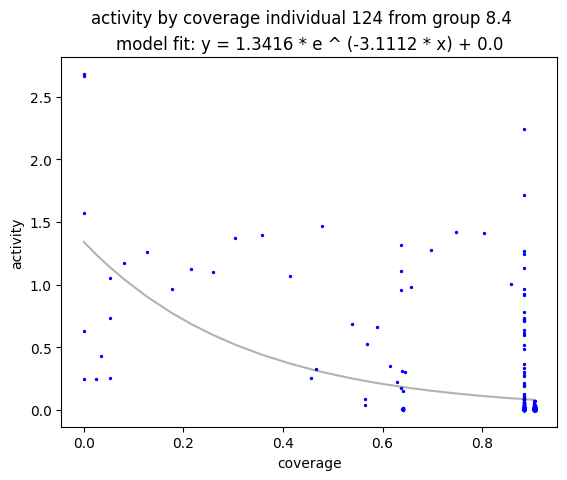 activity by coverage individual 124 from group 8.4
model fit: y = 1.3416 * e ^ (-3.1112 * x) + 0.0
2.5
2.0
1.5
1.0
0.5
0.0
activity
0.0 0.2 0.4 0.6 0.8
coverage